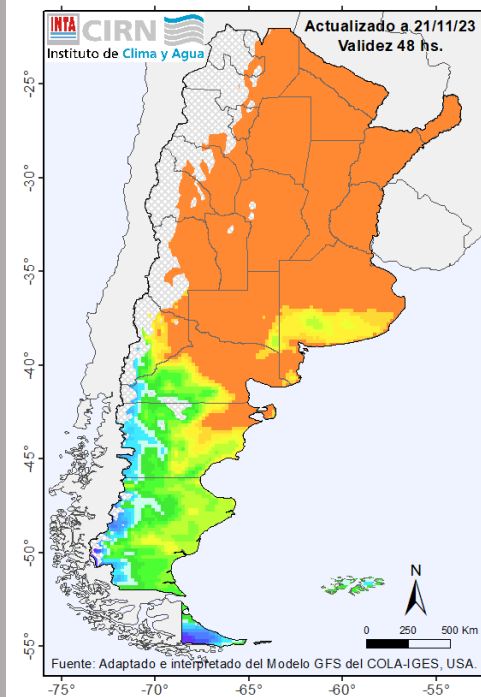 INTA CIRN
Instituto de Clima y Agua
Actualizado a 21/11/23
Validez 48 hs.
-25°
-30°
-35°
-40°
-45°
-50°
-55°
N
0 250 500 Km
Fuente: Adaptado e interpretado del Modelo GFS del COLA-IGES, USA.
-75° -70° -65° -60° -55°